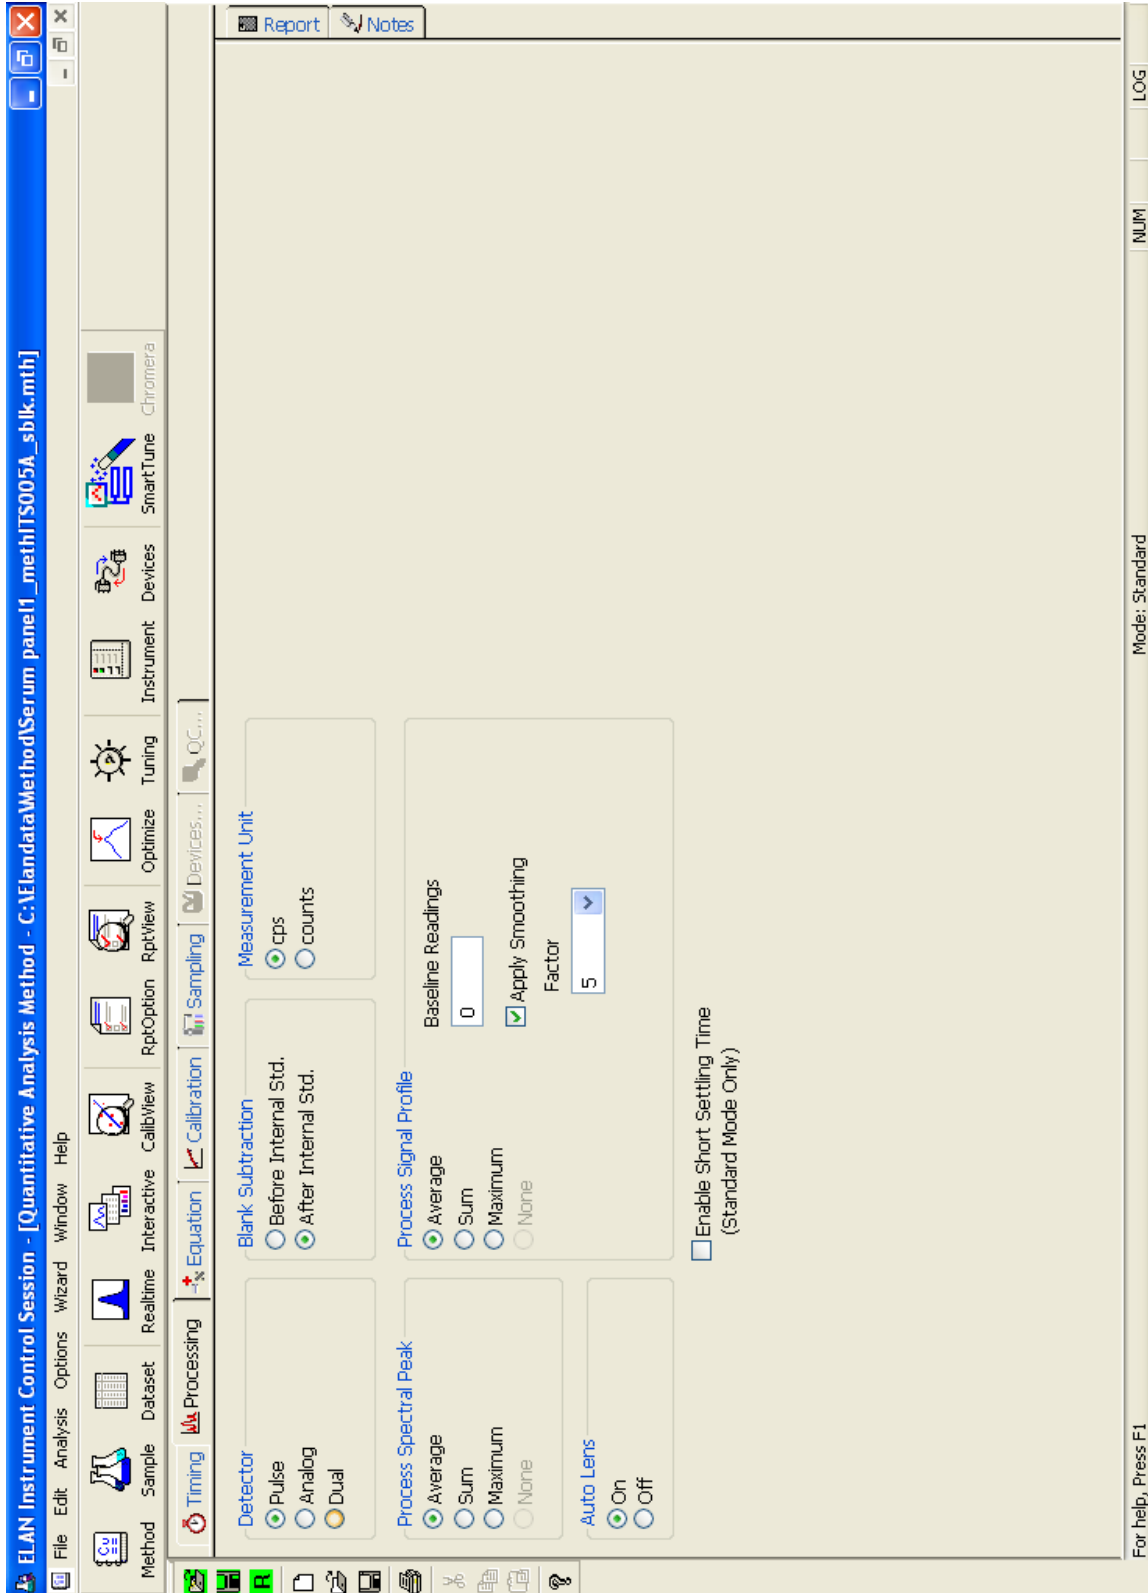 ELAN Instrument Control Session - [Quantitative Analysis Method - C:\Elandata\Method\Serum panel1_meth\TS005A_sblk.mth]
File Edit Analysis Options Wizard Window Help
Method Sample Dataset Realtime Interactive CalibView RptOption RptView Optimize Tuning Instrument Devices SmartTune Chromera
Timing Processing Equation Calibration Sampling Devices... QC...
Detector
Pulse
Analog
Dual
Blank Subtraction
Before Internal Std.
After Internal Std.
Measurement Unit
cps
counts
Process Spectral Peak
Average
Sum
Maximum
None
Process Signal Profile
Average
Sum
Maximum
None
Baseline Readings
0
Apply Smoothing
Factor
5
Auto Lens
On
Off
Enable Short Settling Time
(Standard Mode Only)
Report
Notes
For help, Press F1 Mode: Standard NUM LOG